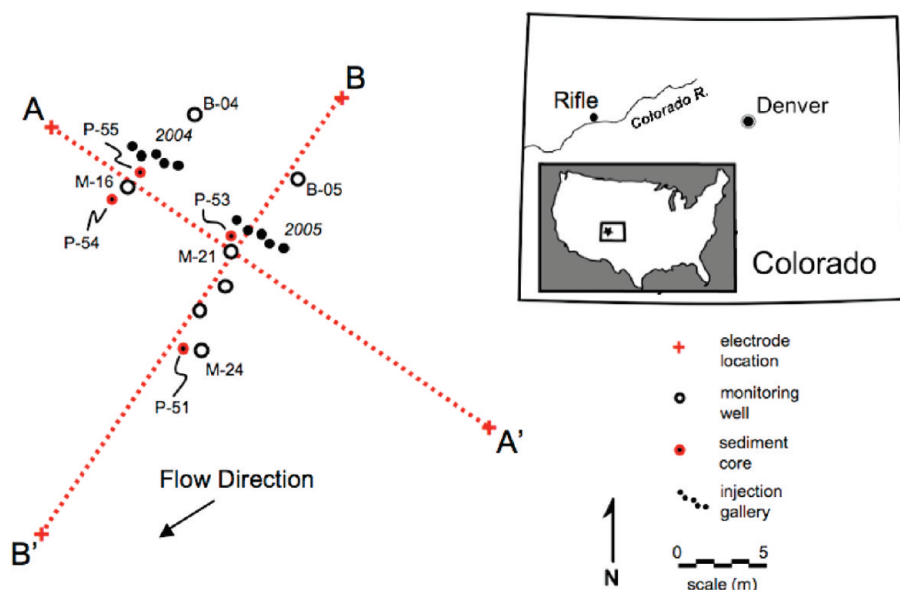 A
B
B-04
P-55
2004
M-16
B-05
P-53
P-54
2005
M-21
M-24
P-51
A’
Flow Direction
B’
Rifle
Colorado R.
Denver
Colorado
electrode
location
monitoring
well
sediment
core
injection
gallery
0 5
scale (m)
N